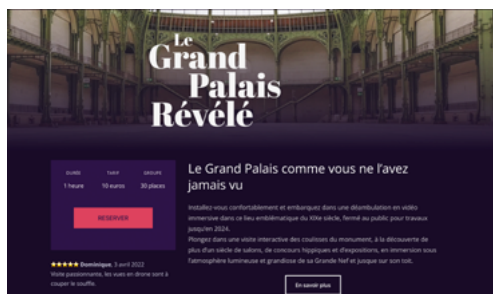 Le
Grand
Palais
Révélé
DURÉE TARIF GROUPE
1 heure 10 euros 30 places
RESERVER
★★★★★ Dominique, 3 avril 2022
Visite passionnante, les vues en drone sont à
couper le souffle.
Le Grand Palais comme vous ne l'avez
jamais vu
Installez-vous confortablement et embarquez dans une déambulation en vidéo
immersive dans ce lieu emblématique du XIXe siècle, fermé au public pour travaux
jusqu'en 2024.
Plongez dans une visite interactive des coulisses du monument, à la découverte de
plus d'un siècle de salons, de concours hippiques et d'expositions, en immersion sous
l'atmosphère lumineuse et grandiose de sa Grande Nef et jusque sur son toit.
En savoir plus